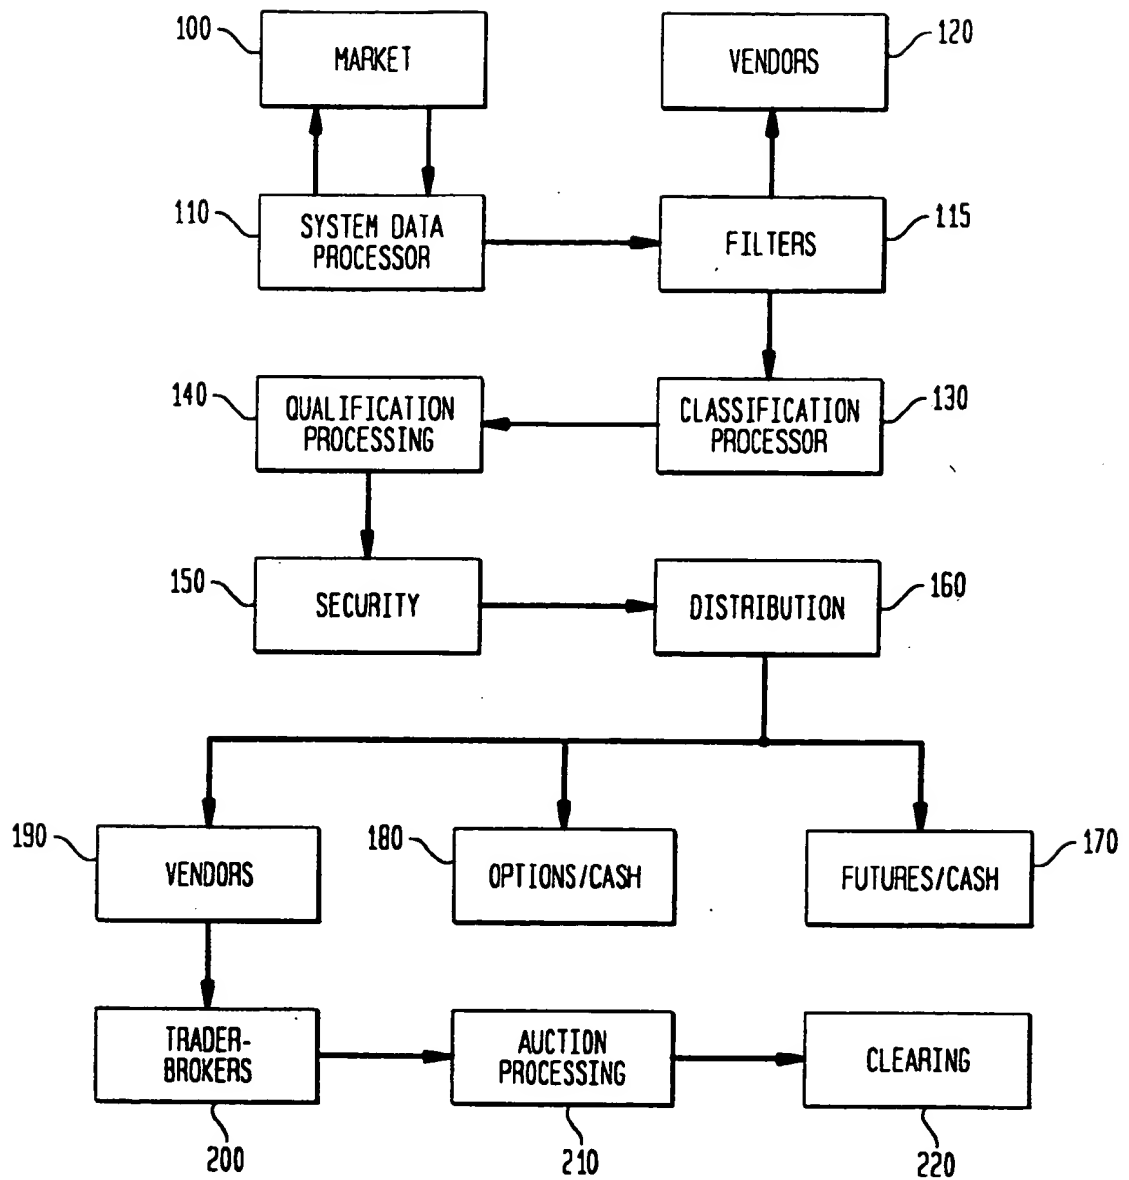 100
MARKET
VENDORS
120
110
SYSTEM DATA
PROCESSOR
FILTERS
115
140
QUALIFICATION
PROCESSING
CLASSIFICATION
PROCESSOR
130
150
SECURITY
DISTRIBUTION
160
190
VENDORS
180
OPTIONS/CASH
FUTURES/CASH
170
TRADER-
BROKERS
200
AUCTION
PROCESSING
210
CLEARING
220